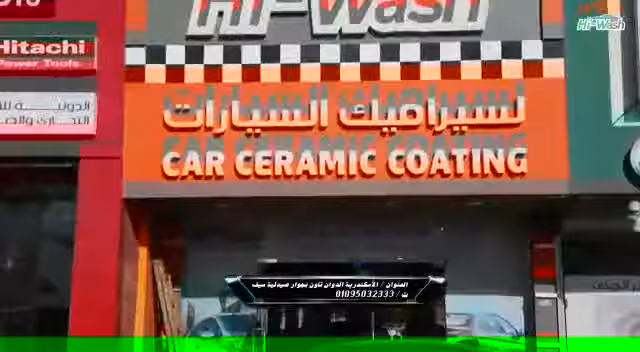 Hi-Wash
Hi-Wash
Hitachi
Power Tools
الدولية
لسيراميك السيارات
CAR CERAMIC COATING
العنوان / الأسكندرية الدوان تاون بجوار صيدلية سيف
ت / 01095032333